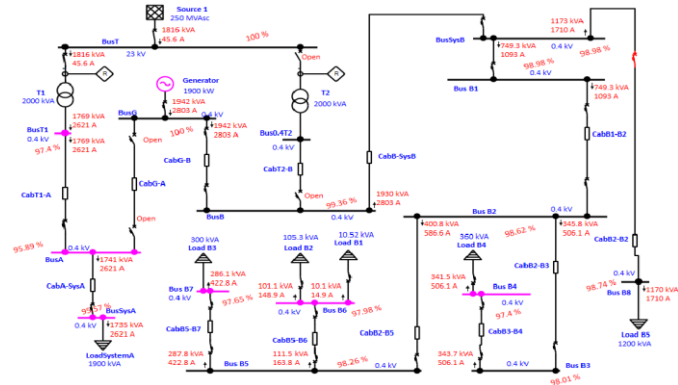 Source 1
250 MVAsc
1816 kVA
45.6 A
100 %
BusT
23 kV
1816 kVA
45.6 A
R
T1
2000 kVA
Open
R
T2
2000 kVA
Generator
1900 kW
1942 kVA
2803 A
BusG
0.4 kV
100 %
1942 kVA
2803 A
1769 kVA
2621 A
BusT1
0.4 kV
97.4 %
1769 kVA
2621 A
Open
Bus0.4T2
0.4 kV
CabG-B
CabT2-B
CabT1-A
CabG-A
Open
Open
BusB
0.4 kV
99.36 %
1930 kVA
2803 A
CabB-SysB
95.89 %
0.4 kV
BusA
1741 kVA
2621 A
CabA-SysA
99.57 %
BusSysA
0.4 kV
1735 kVA
2621 A
LoadSystemA
1900 kVA
BusSysB
0.4 kV
749.3 kVA
1093 A
98.98 %
1173 kVA
1710 A
98.98 %
Bus B1
0.4 kV
749.3 kVA
1093 A
CabB1-B2
Bus B2
0.4 kV
400.8 kVA
586.6 A
98.62 %
345.8 kVA
506.1 A
CabB2-B2
98.74 %
Bus B8
0.4 kV
1170 kVA
1710 A
Load B5
1200 kVA
300 kVA
Load B3
105.3 kVA
Load B2
10.52 kVA
Load B1
286.1 kVA
422.8 A
Bus B7
0.4 kV
97.65 %
101.1 kVA
148.9 A
10.1 kVA
14.9 A
0.4 kV
Bus B6
97.98 %
CabB5-B7
CabB5-B6
CabB2-B5
287.8 kVA
422.8 A
111.5 kVA
163.8 A
Bus B5
0.4 kV
98.26 %
360 kVA
Load B4
341.5 kVA
506.1 A
Bus B4
0.4 kV
97.4 %
CabB2-B3
CabB3-B4
343.7 kVA
506.1 A
0.4 kV
Bus B3
98.01 %